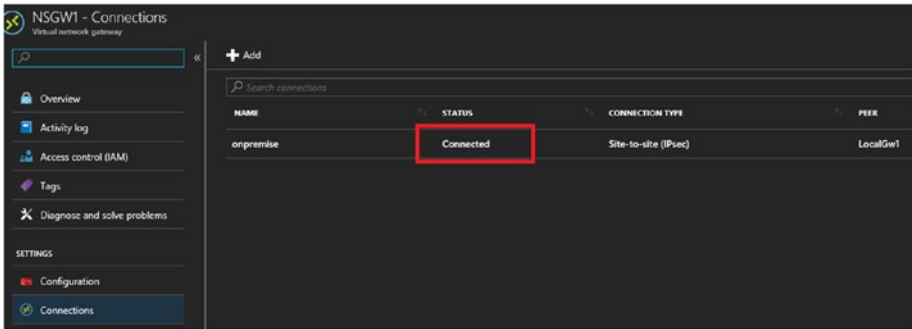 NSGW1 - Connections
Virtual network gateway
«
Add
Search connections
NAME STATUS CONNECTION TYPE PEER
onpremise Connected Site-to-site (IPsec) LocalGw1
Overview
Activity log
Access control (IAM)
Tags
Diagnose and solve problems
SETTINGS
Configuration
Connections